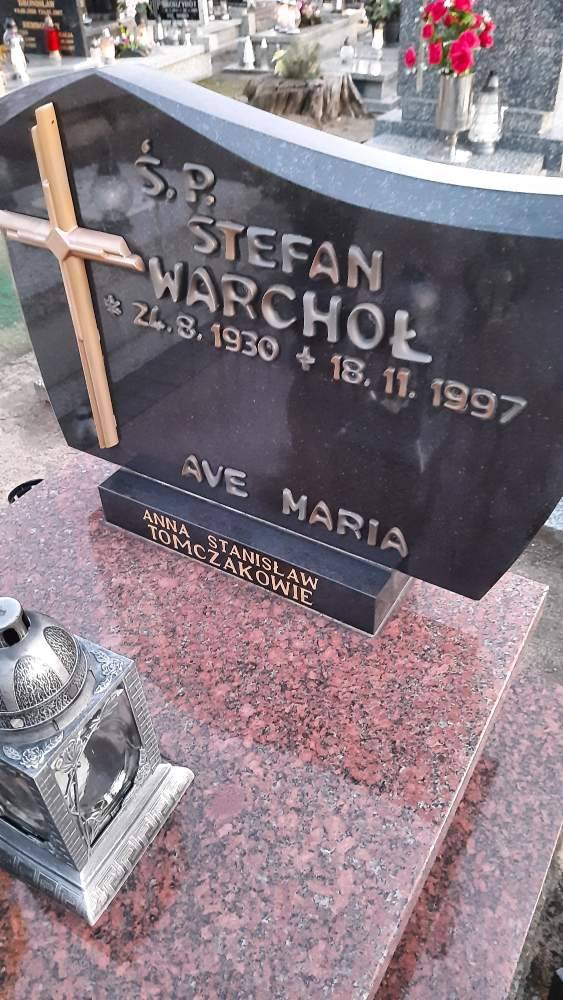 Ś.P.
STEFAN
WARCHOŁ
* 24.8.1930 + 18.11.1997
AVE MARIA
ANNA STANISŁAW
TOMCZAKOWIE